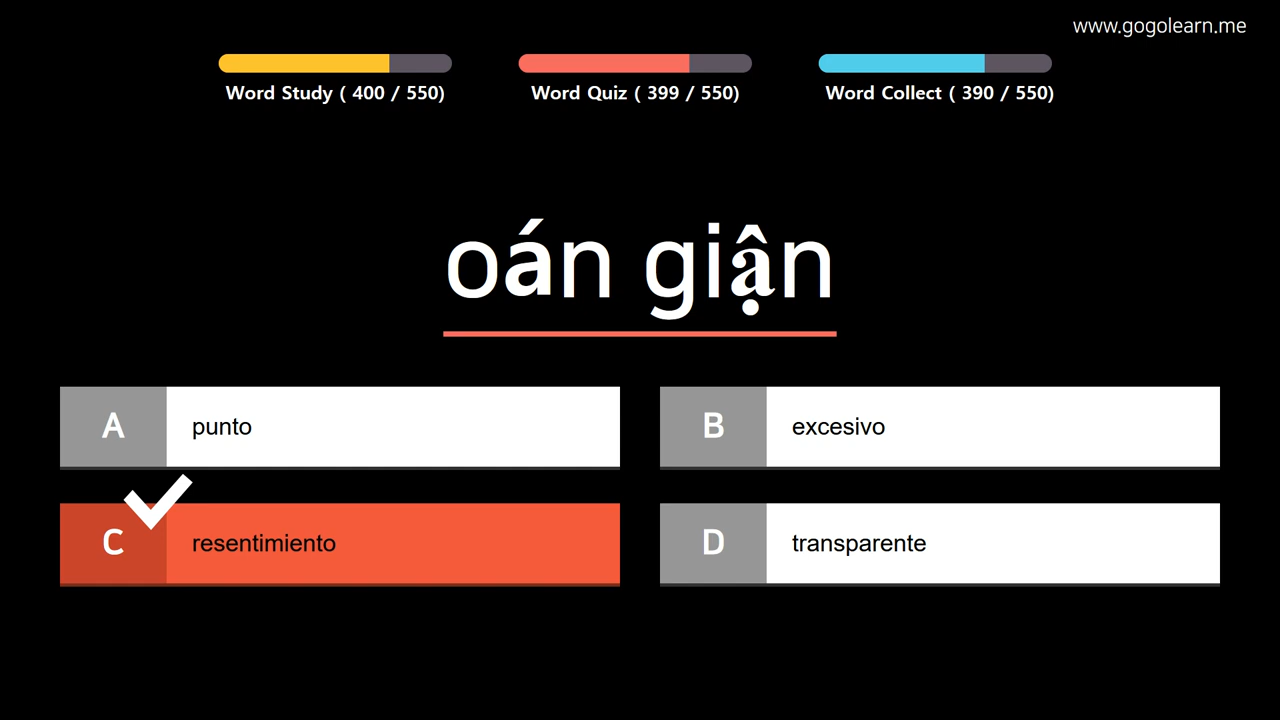 www.gogolearn.me
Word Study ( 400 / 550)
Word Quiz ( 399 / 550)
Word Collect ( 390 / 550)
oán giận
A punto
B excesivo
C resentimiento
D transparente